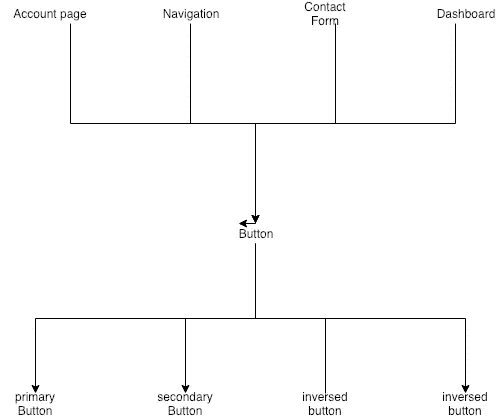 Account page
Navigation
Contact
Form
Dashboard
Button
primary
Button
secondary
Button
inversed
button
inversed
button